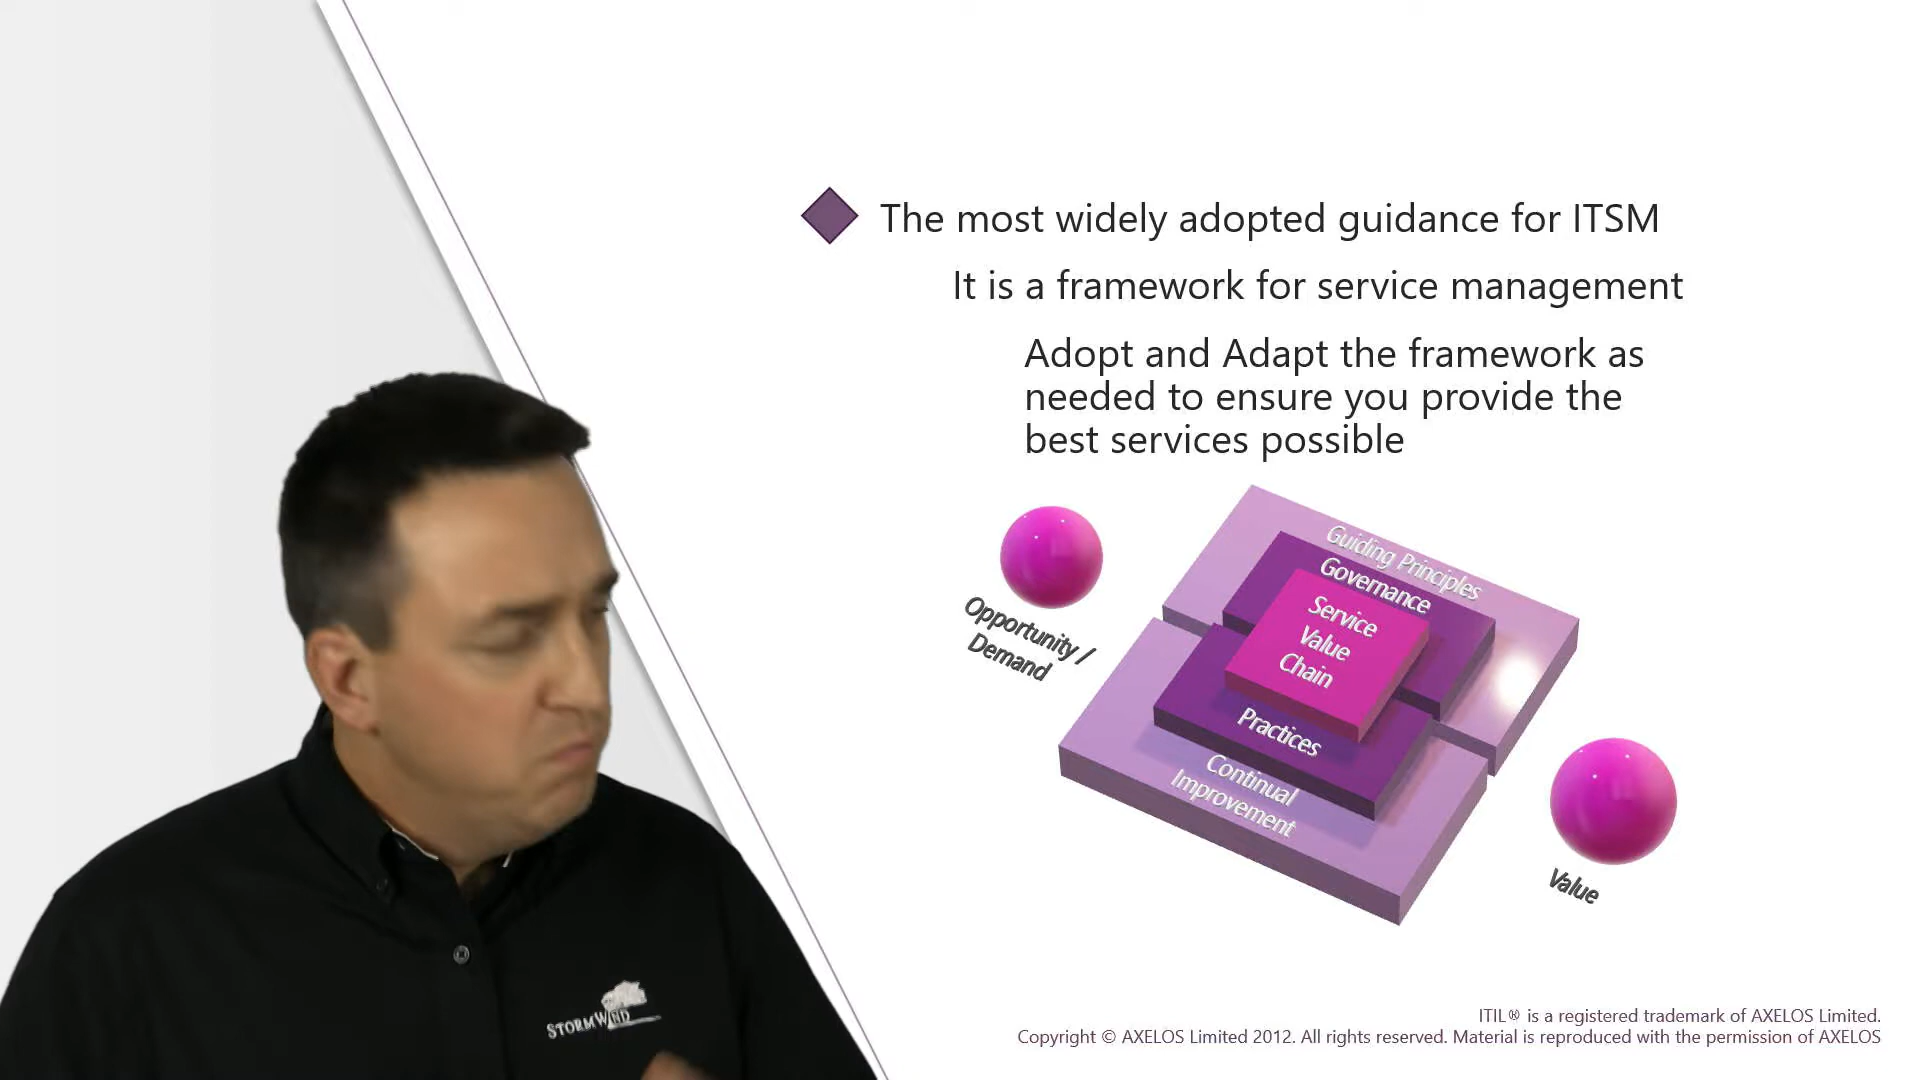 The most widely adopted guidance for ITSM
It is a framework for service management
Adopt and Adapt the framework as
needed to ensure you provide the
best services possible
Opportunity /
Demand
Guiding Principles
Governance
Service
Value
Chain
Practices
Continual
Improvement
Value
STORMWIND
ITIL® is a registered trademark of AXELOS Limited.
Copyright © AXELOS Limited 2012. All rights reserved. Material is reproduced with the permission of AXELOS